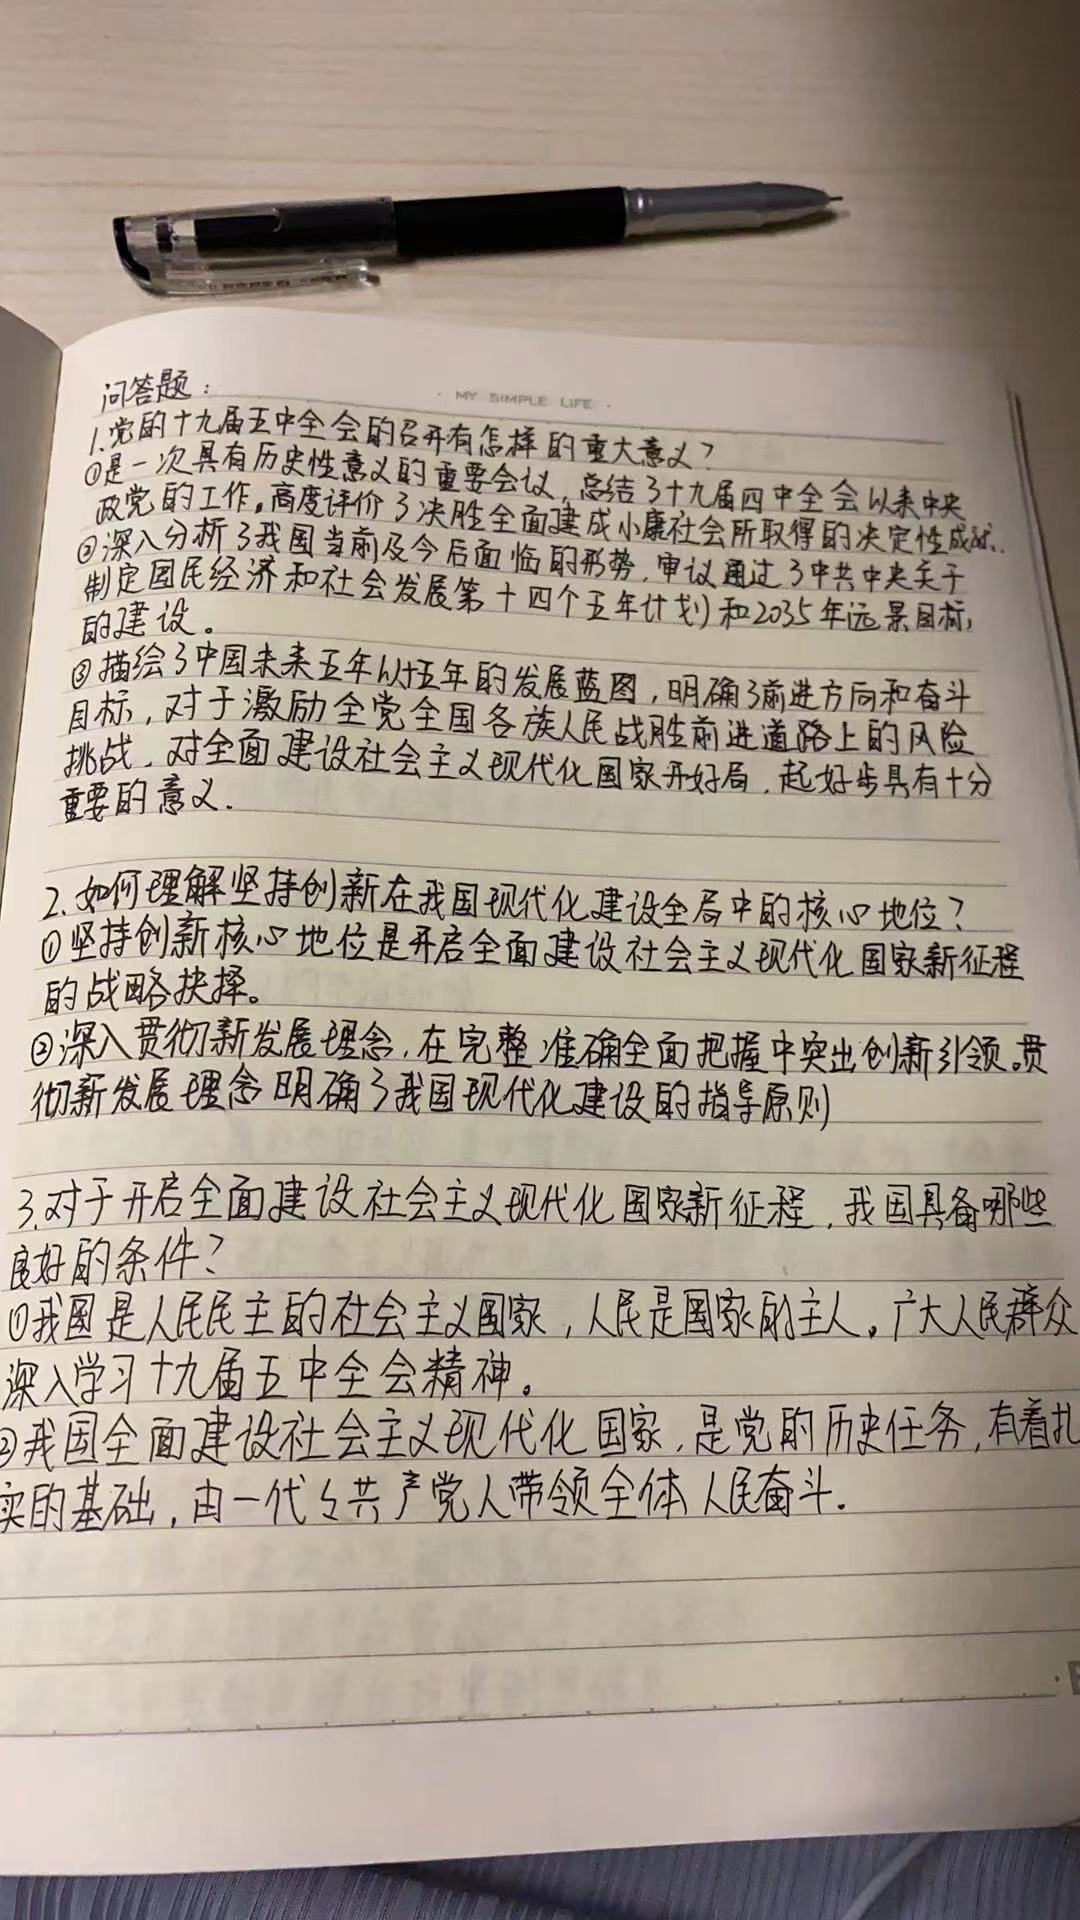 MY SIMPLE LIFE
问答题：
1.党的十九届五中全会的召开有怎样的重大意义？
①是一次具有历史性意义的重要会议，总结了十九届四中全会以来中央
政党的工作。高度评价了决胜全面建成小康社会所取得的决定性成就.
②深入分析了我国当前及今后面临的形势，审议通过了中共中央关于
制定国民经济和社会发展第十四个五年计划和2035年远景目标,
的建设。
③描绘了中国未来五年以十五年的发展蓝图，明确了前进方向和奋斗
目标，对于激励全党全国各族人民战胜前进道路上的风险
挑战，对全面建设社会主义现代化国家开好局，起好步具有十分
重要的意义.
2.如何理解坚持创新在我国现代化建设全局中的核心地位？
①坚持创新核心地位是开启全面建设社会主义现代化国家新征程
的战略抉择。
②深入贯彻新发展理念，在完整准确全面把握中突出创新引领。贯
彻新发展理念明确了我国现代化建设的指导原则
3.对于开启全面建设社会主义现代化国家新征程，我国具备哪些
良好的条件？
①我国是人民民主的社会主义国家，人民是国家的主人。广大人民群众
深入学习十九届五中全会精神。
②我国全面建设社会主义现代化国家，是党的历史任务，有着扎
实的基础，由一代々共产党人带领全体人民奋斗.